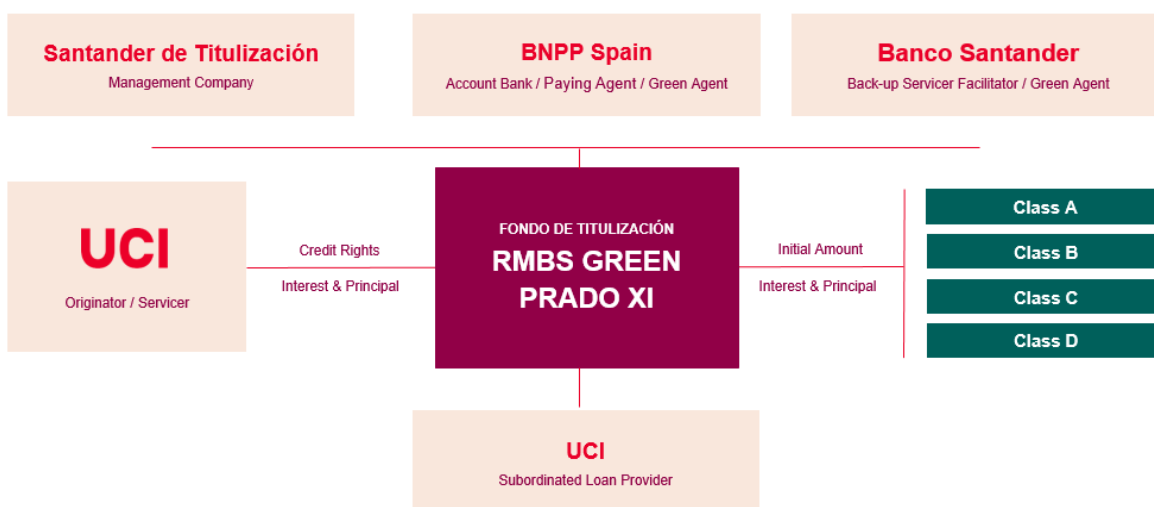 Santander de Titulización
Management Company
BNPP Spain
Account Bank / Paying Agent / Green Agent
Banco Santander
Back-up Servicer Facilitator / Green Agent
UCI
Originator / Servicer
Credit Rights
Interest & Principal
FONDO DE TITULIZACIÓN
RMBS GREEN
PRADO XI
Initial Amount
Interest & Principal
Class A
Class B
Class C
Class D
UCI
Subordinated Loan Provider